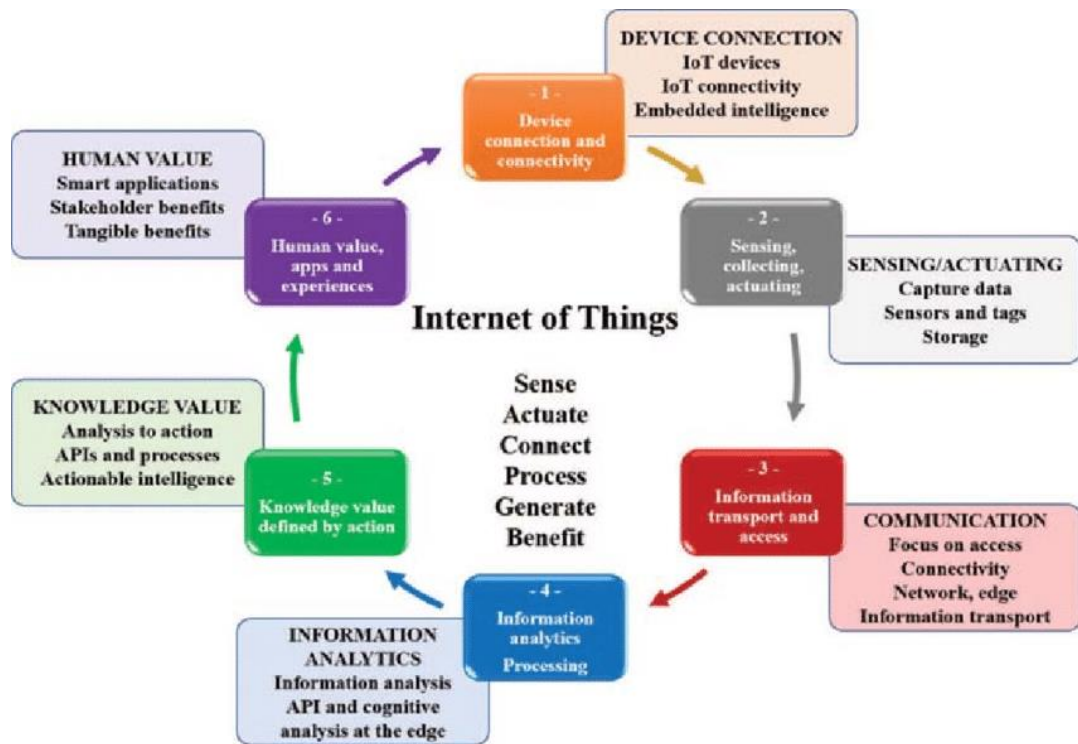 DEVICE CONNECTION
IoT devices
IoT connectivity
Embedded intelligence
- 1 -
Device
connection and
connectivity
HUMAN VALUE
Smart applications
Stakeholder benefits
Tangible benefits
- 6 -
Human value,
apps and
experiences
- 2 -
Sensing,
collecting,
actuating
SENSING/ACTUATING
Capture data
Sensors and tags
Storage
Internet of Things
Sense
Actuate
Connect
Process
Generate
Benefit
KNOWLEDGE VALUE
Analysis to action
APIs and processes
Actionable intelligence
- 5 -
Knowledge value
defined by action
- 3 -
Information
transport and
access
COMMUNICATION
Focus on access
Connectivity
Network, edge
Information transport
- 4 -
Information
analytics
Processing
INFORMATION
ANALYTICS
Information analysis
API and cognitive
analysis at the edge